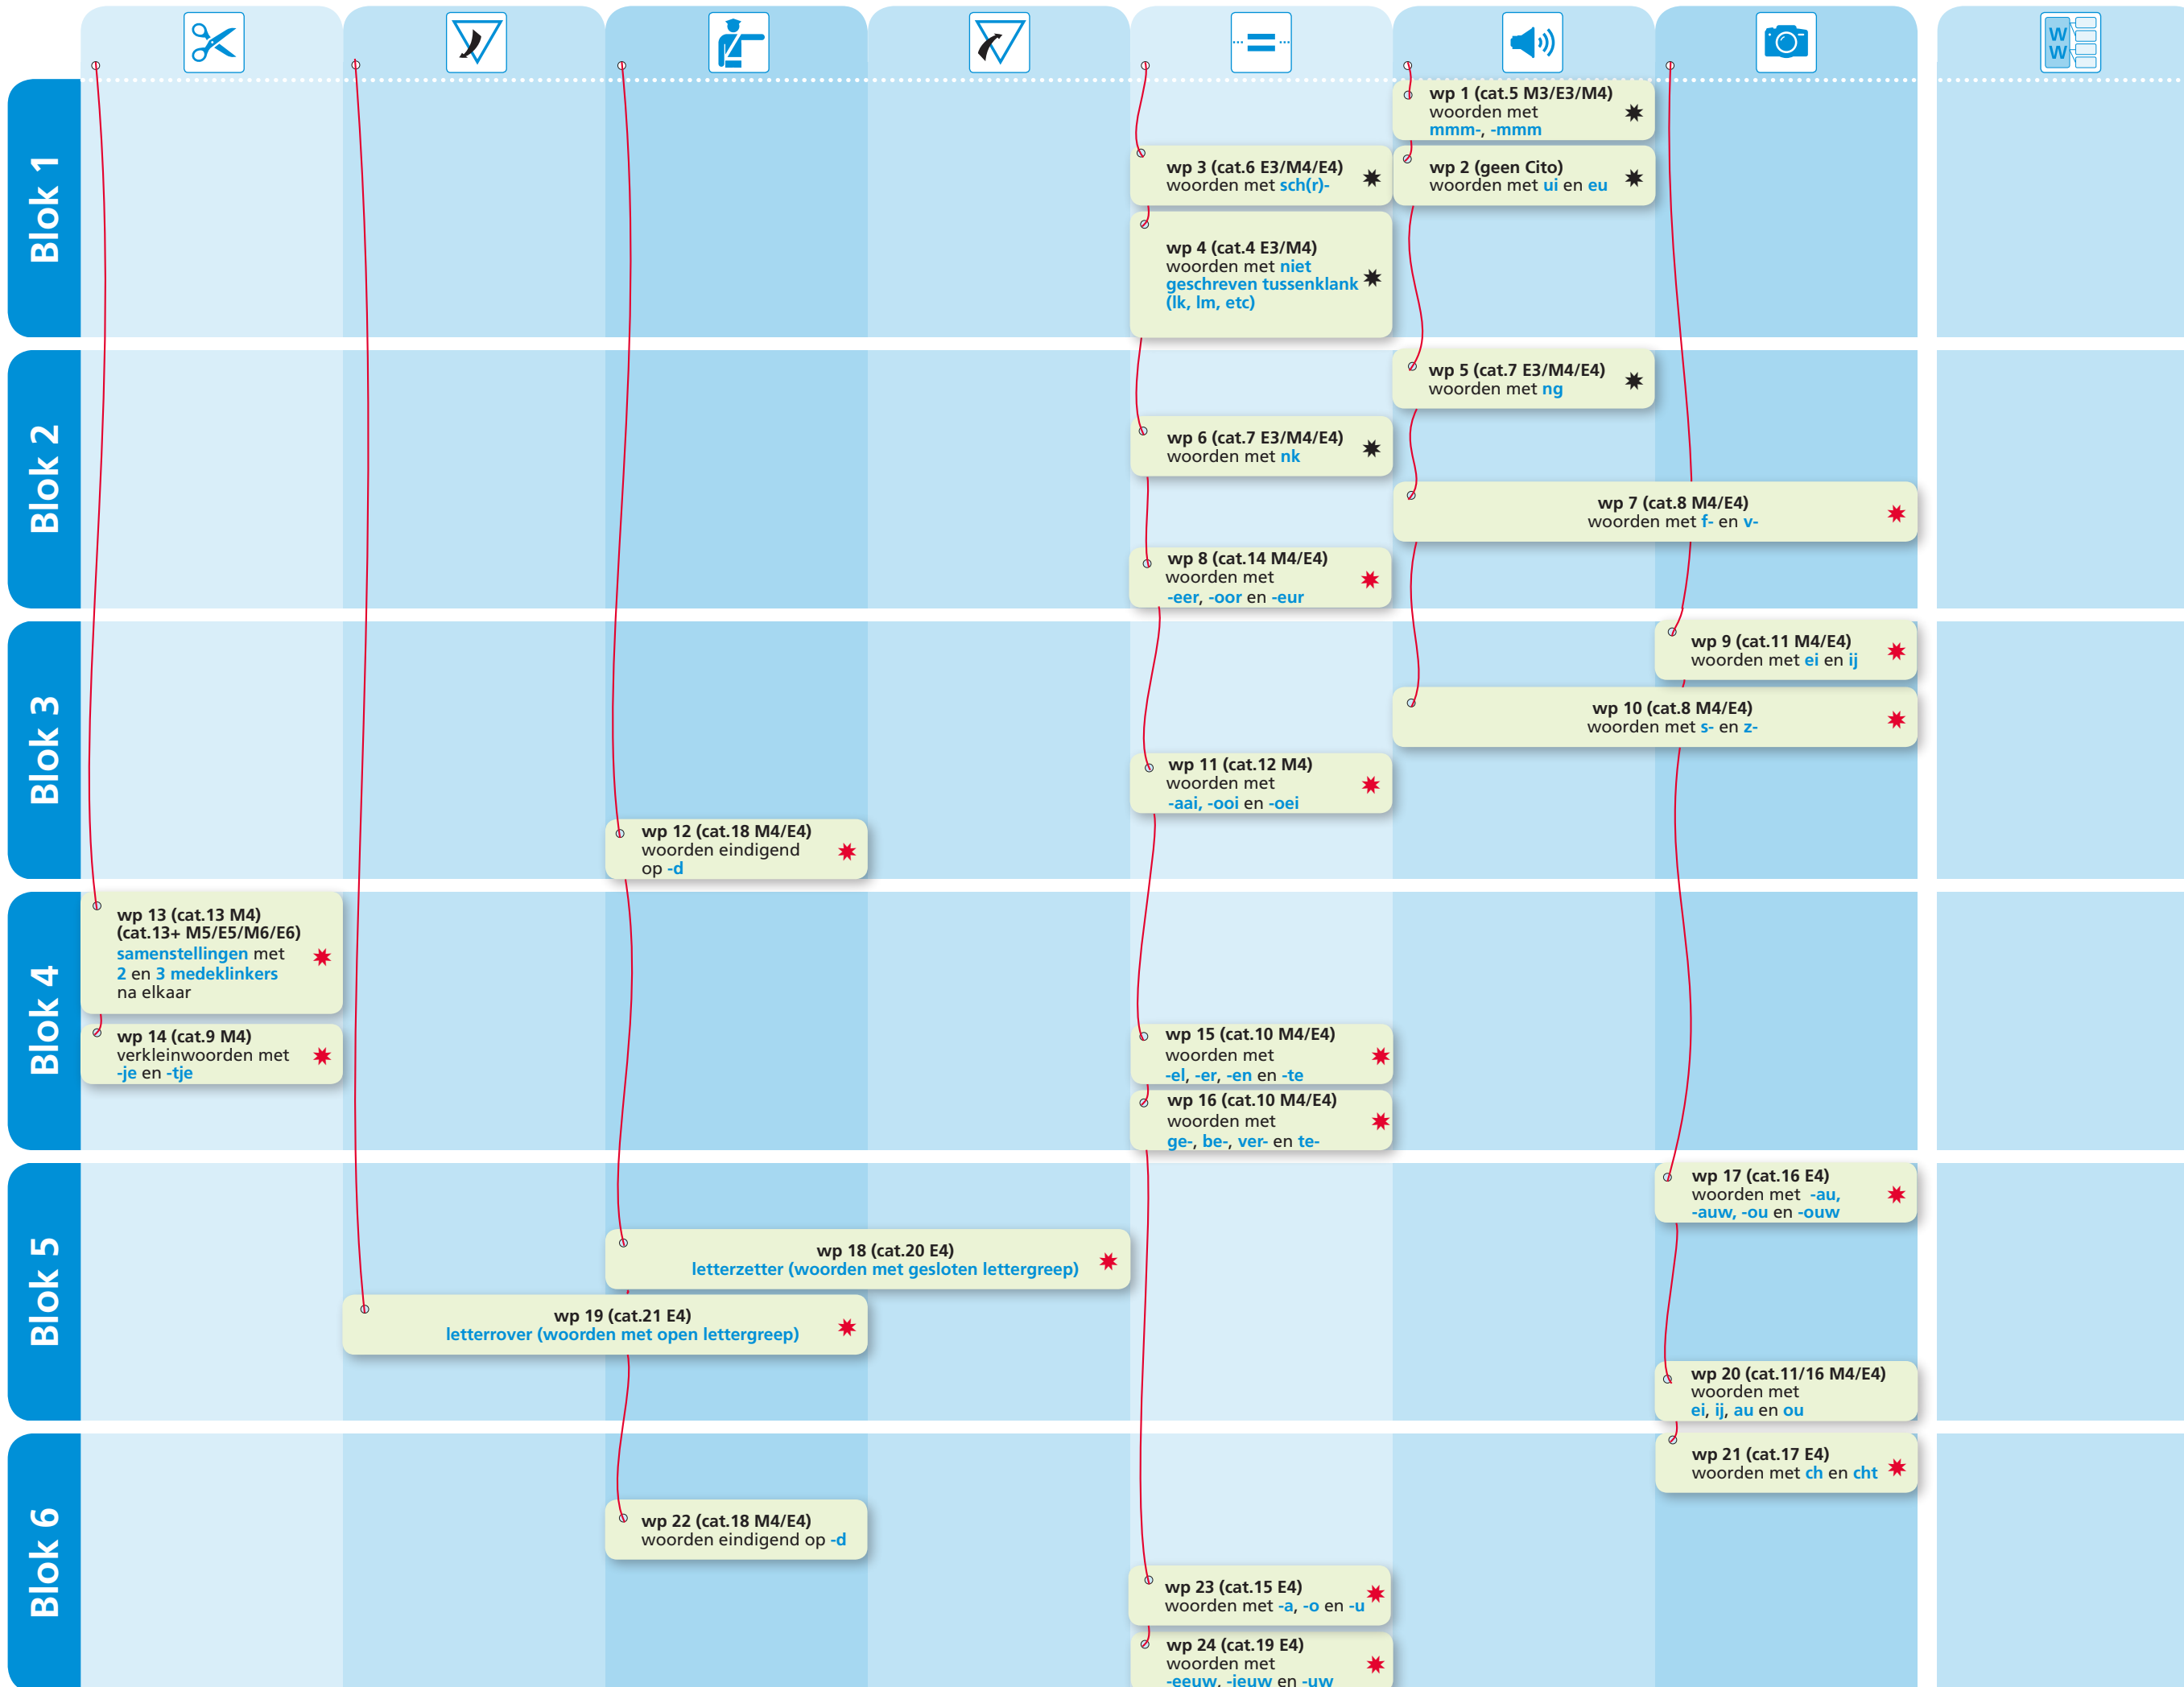 W
W
Blok 1
wp 1 (cat.5 M3/E3/M4)
woorden met
mmm-, -mmm
wp 3 (cat.6 E3/M4/E4)
woorden met sch(r)-
wp 2 (geen Cito)
woorden met ui en eu
wp 4 (cat.4 E3/M4)
woorden met niet
geschreven tussenklank
(lk, lm, etc)
Blok 2
wp 5 (cat.7 E3/M4/E4)
woorden met ng
wp 6 (cat.7 E3/M4/E4)
woorden met nk
wp 7 (cat.8 M4/E4)
woorden met f- en v-
wp 8 (cat.14 M4/E4)
woorden met
-eer, -oor en -eur
Blok 3
wp 9 (cat.11 M4/E4)
woorden met ei en ij
wp 10 (cat.8 M4/E4)
woorden met s- en z-
wp 11 (cat.12 M4)
woorden met
-aai, -ooi en -oei
wp 12 (cat.18 M4/E4)
woorden eindigend
op -d
Blok 4
wp 13 (cat.13 M4)
(cat.13+ M5/E5/M6/E6)
samenstellingen met
2 en 3 medeklinkers
na elkaar
wp 14 (cat.9 M4)
verkleinwoorden met
-je en -tje
wp 15 (cat.10 M4/E4)
woorden met
-el, -er, -en en -te
wp 16 (cat.10 M4/E4)
woorden met
ge-, be-, ver- en te-
Blok 5
wp 17 (cat.16 E4)
woorden met -au,
-auw, -ou en -ouw
wp 18 (cat.20 E4)
letterzetter (woorden met gesloten lettergreep)
wp 19 (cat.21 E4)
letterrover (woorden met open lettergreep)
wp 20 (cat.11/16 M4/E4)
woorden met
ei, ij, au en ou
Blok 6
wp 21 (cat.17 E4)
woorden met ch en cht
wp 22 (cat.18 M4/E4)
woorden eindigend op -d
wp 23 (cat.15 E4)
woorden met -a, -o en -u
wp 24 (cat.19 E4)
woorden met
-eeuw, -ieuw en -uw